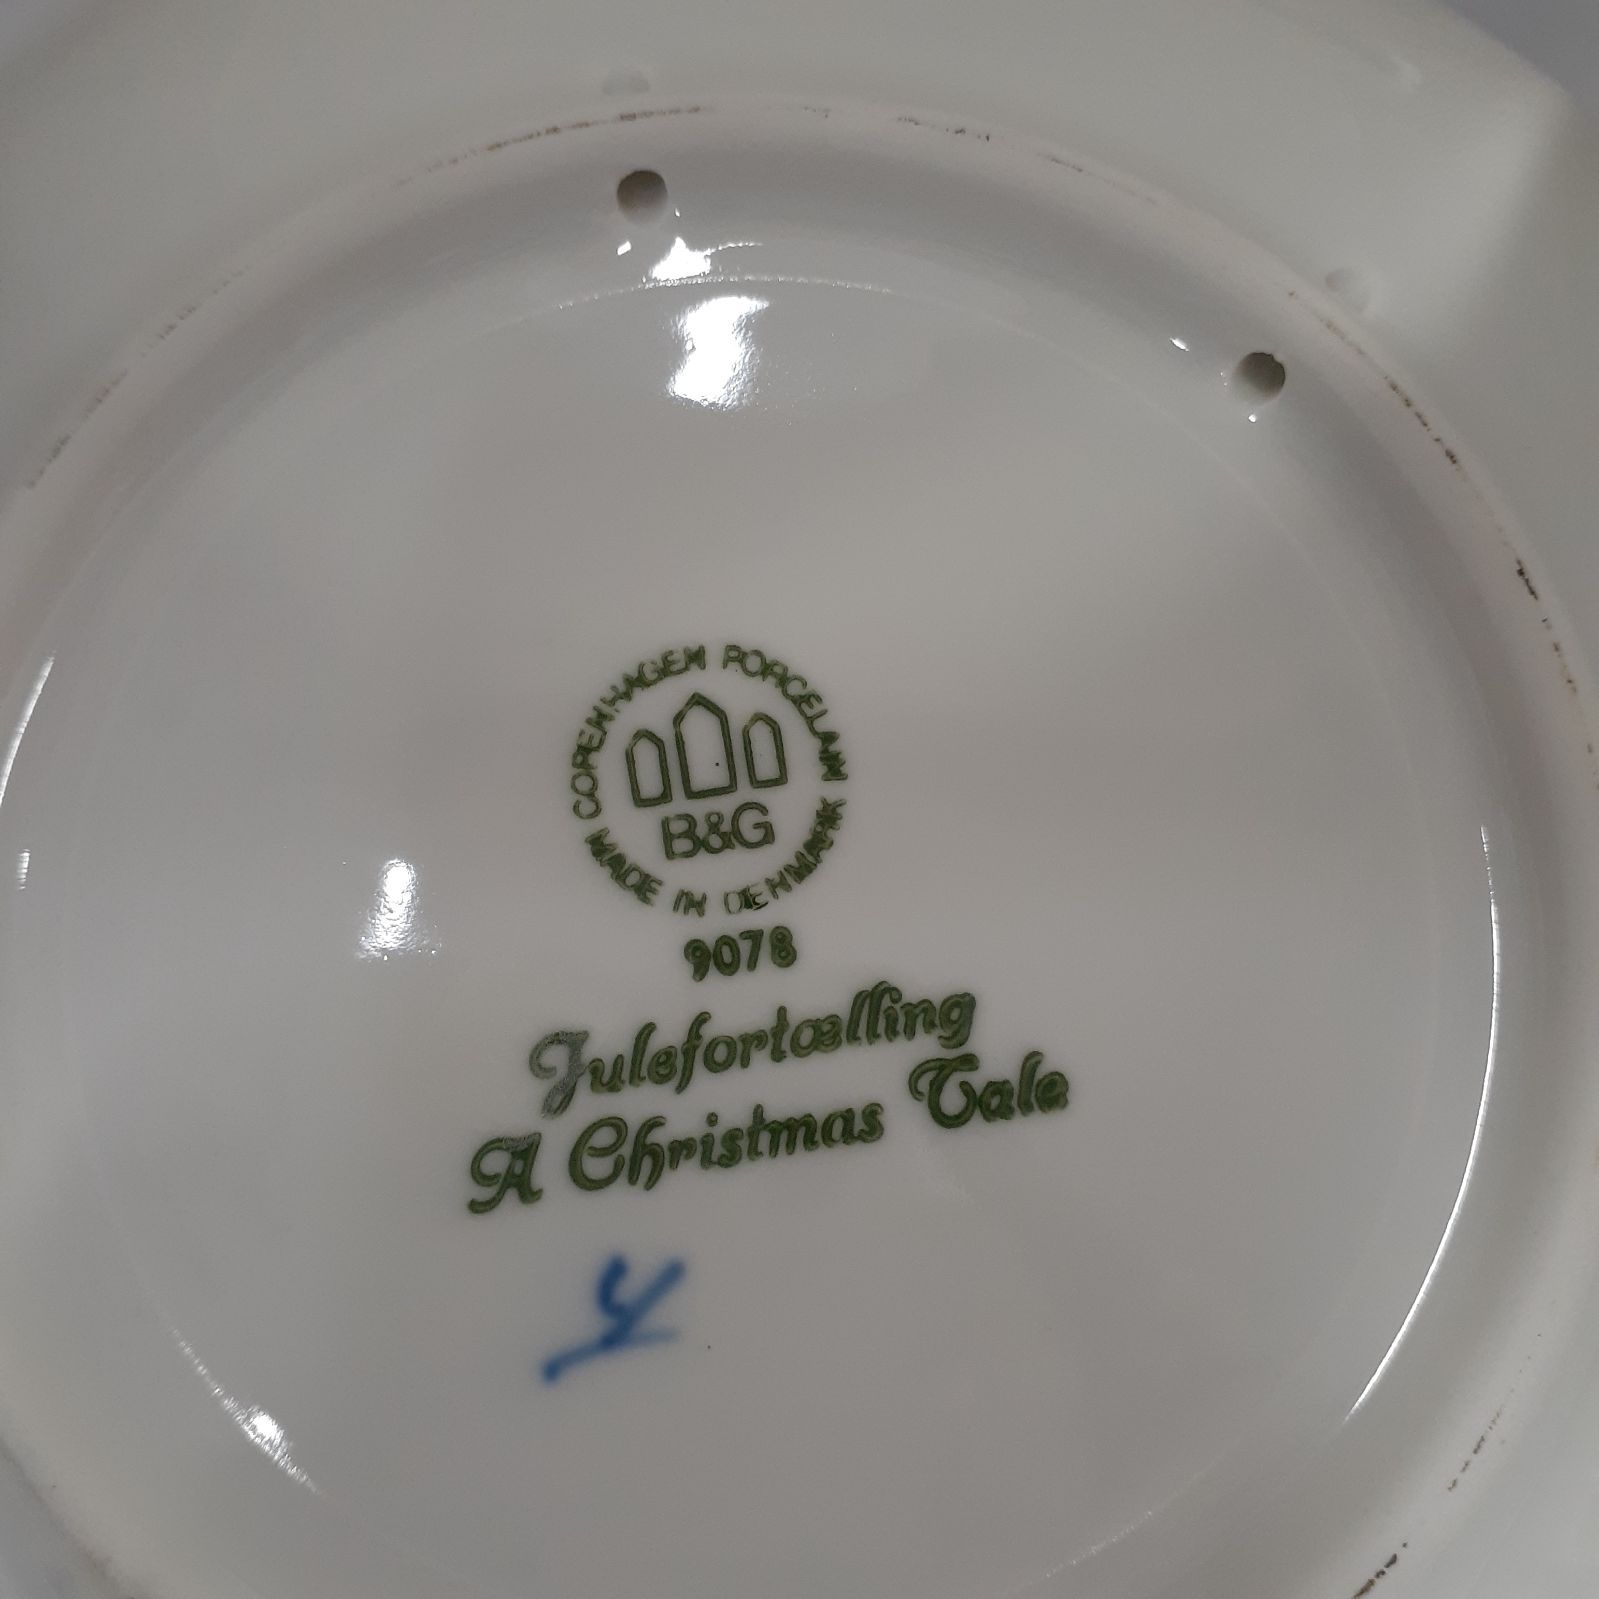 COPENHAGEN PORCELAIN
B&G
MADE IN DENMARK
9078
Julefortælling
A Christmas Tale